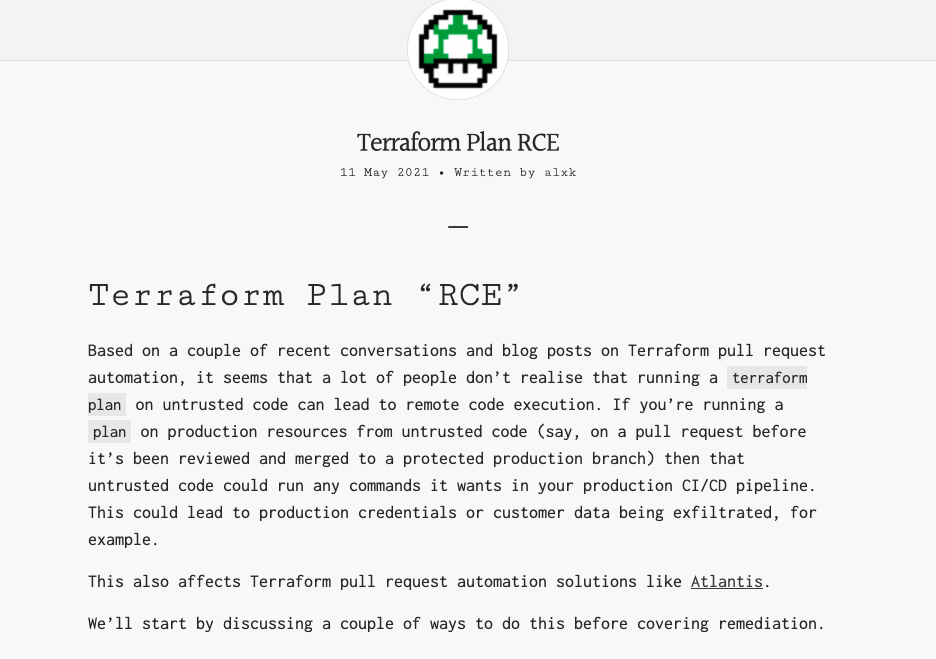 Terraform Plan RCE
11 May 2021 • Written by alxk
Terraform Plan “RCE”
Based on a couple of recent conversations and blog posts on Terraform pull request
automation, it seems that a lot of people don’t realise that running a terraform
plan on untrusted code can lead to remote code execution. If you’re running a
plan on production resources from untrusted code (say, on a pull request before
it’s been reviewed and merged to a protected production branch) then that
untrusted code could run any commands it wants in your production CI/CD pipeline.
This could lead to production credentials or customer data being exfiltrated, for
example.
This also affects Terraform pull request automation solutions like Atlantis.
We’ll start by discussing a couple of ways to do this before covering remediation.